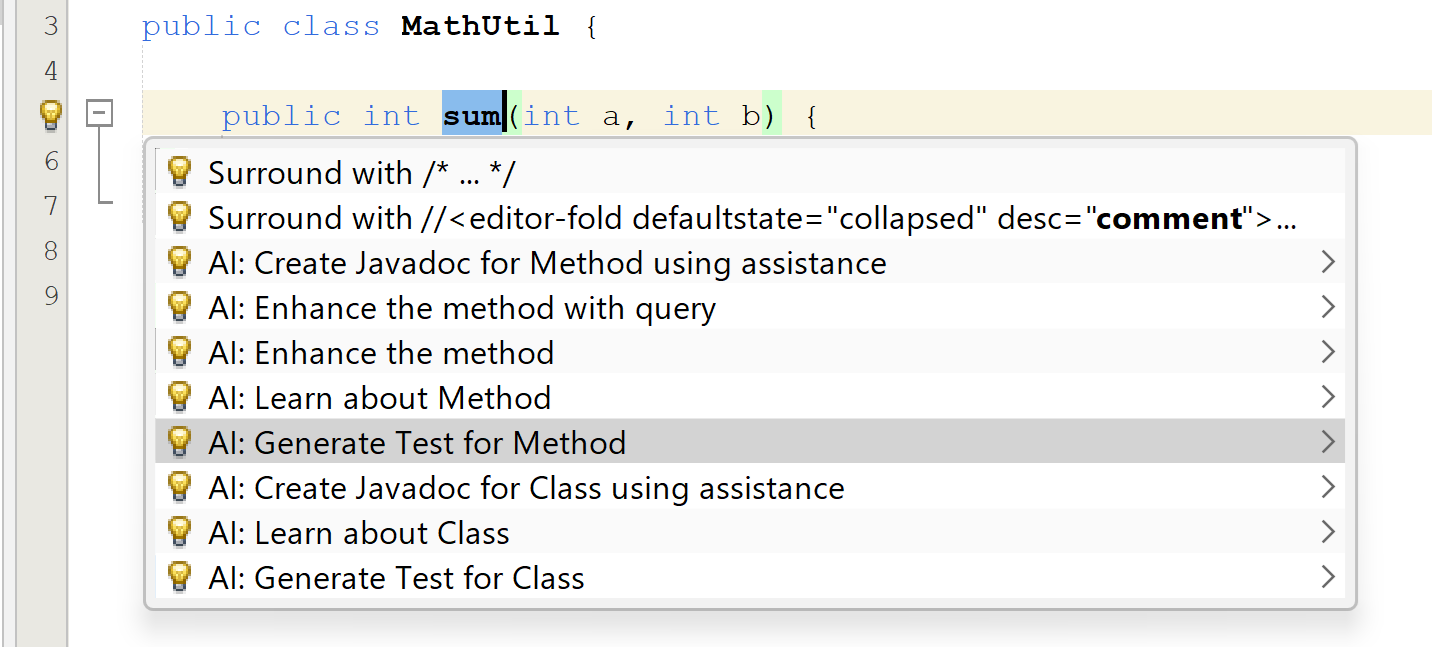 3 public class MathUtil {
4
public int sum(int a, int b) {
Surround with /* ... */
6
Surround with //<editor-fold defaultstate="collapsed" desc="comment">...
7
AI: Create Javadoc for Method using assistance
8
AI: Enhance the method with query
9
AI: Enhance the method
AI: Learn about Method
AI: Generate Test for Method
AI: Create Javadoc for Class using assistance
AI: Learn about Class
AI: Generate Test for Class